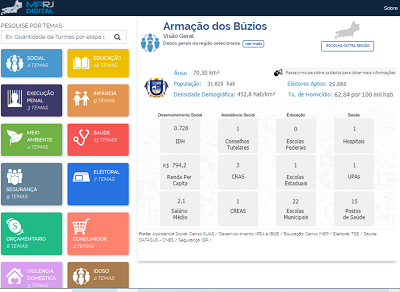 MPRJ
DIGITAL
Sobre
PESQUISE POR TEMAS
Ex: Quantidade de Turmas por etapa d
SOCIAL
EDUCAÇÃO
10 TEMAS
EXECUÇÃO
PENAL
3 TEMAS
INFÂNCIA
9 TEMAS
MEIO
AMBIENTE
4 TEMAS
SAUDE
13 TEMAS
SEGURANÇA
9 TEMAS
ELEITORAL
7 TEMAS
ORÇAMENTÁRIO
8 TEMAS
CONSUMIDOR
2 TEMAS
VIOLÊNCIA
DOMÉSTICA
3 TEMAS
IDOSO
2 TEMAS
Armação dos Búzios
Visão Geral
Dados gerais da região selecionada. ver mais
ESCOLHA OUTRA REGIÃO
Passe o mouse sobre os dados para obter mais informações
Área: 70,30 km²
População: 31.829 hab
Densidade Demográfica: 452,8 hab/km²
Eleitores Aptos: 25.868
Tx. de Homicídio: 62,84 por 100 mil hab
Desenvolvimento Social
Assistência Social
Educação
Saúde
0.728
IDH
1
Conselhos
Tutelares
0
Escolas
Federais
1
Hospitais
R$ 794,2
Renda Per
Capita
3
CRAS
1
Escolas
Estaduais
1
UPAs
2,1
Salário
Médio
1
CREAS
22
Escolas
Municipais
15
Postos
de Saúde
Fonte: Assistência Social: Censo SUAS / Desenvolvimento: IPEA e IBGE / Educação: Censo INEP / Eleitoral: TSE / Saúde:
DATASUS - CNES / Segurança: ISP /